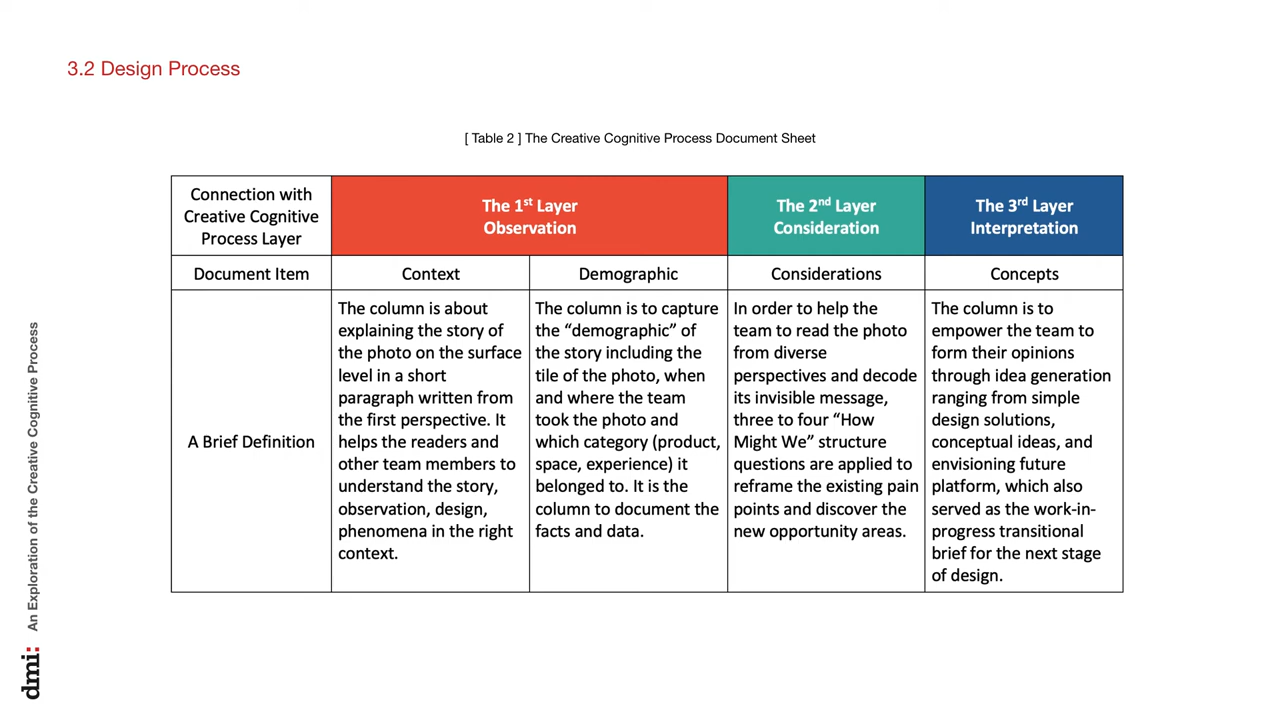 3.2 Design Process
[ Table 2 ] The Creative Cognitive Process Document Sheet
Connection with
Creative Cognitive
Process Layer
The 1st Layer
Observation
The 2nd Layer
Consideration
The 3rd Layer
Interpretation
Document Item
Context
Demographic
Considerations
Concepts
A Brief Definition
The column is about
explaining the story of
the photo on the surface
level in a short
paragraph written from
the first perspective. It
helps the readers and
other team members to
understand the story,
observation, design,
phenomena in the right
context.
The column is to capture
the “demographic” of
the story including the
tile of the photo, when
and where the team
took the photo and
which category (product,
space, experience) it
belonged to. It is the
column to document the
facts and data.
In order to help the
team to read the photo
from diverse
perspectives and decode
its invisible message,
three to four “How
Might We” structure
questions are applied to
reframe the existing pain
points and discover the
new opportunity areas.
The column is to
empower the team to
form their opinions
through idea generation
ranging from simple
design solutions,
conceptual ideas, and
envisioning future
platform, which also
served as the work-in-
progress transitional
brief for the next stage
of design.
An Exploration of the Creative Cognitive Process
dmi: